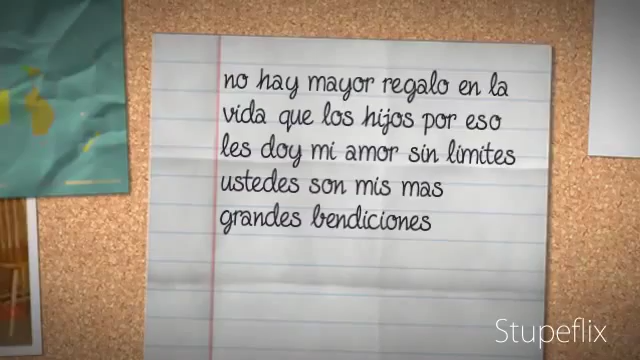 no hay mayor regalo en la
vida que los hijos por eso
les doy mi amor sin limites
ustedes son mis mas
grandes bendiciones
Stupeflix